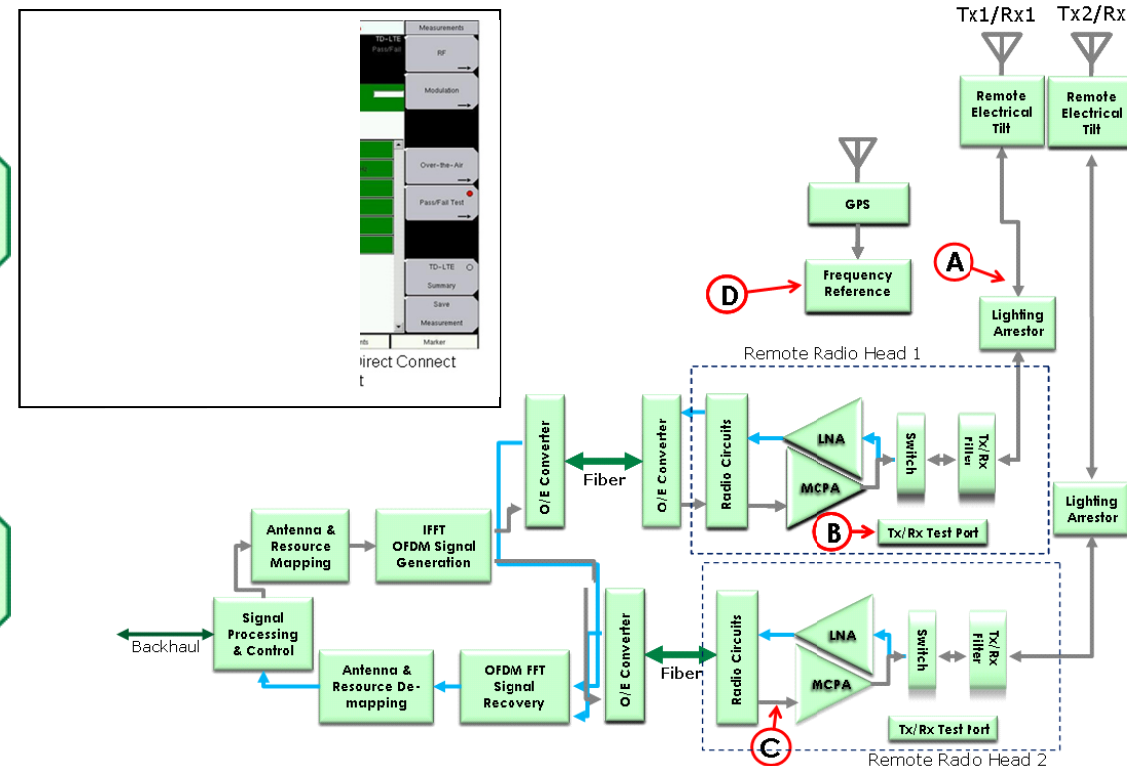 Measurements
TD-LTE
Pass/Fail
RF
Modulation
Over-the-Air
Pass/Fail Test
TD-LTE
Summary
Save
Measurement
Marker
Direct Connect
Tx1/Rx1
Tx2/Rx
Remote
Electrical
Tilt
Remote
Electrical
Tilt
GPS
Frequency
Reference
A
D
Lighting
Arrestor
Remote Radio Head 1
O/E Converter
Fiber
O/E Converter
Radio Circuits
LNA
MCPA
Switch
Tx/Rx
Filter
B
Tx/Rx Test Port
Lighting
Arrestor
Antenna &
Resource
Mapping
IFFT
OFDM Signal
Generation
Signal
Processing
& Control
Backhaul
Antenna &
Resource De-
mapping
OFDM FFT
Signal
Recovery
O/E Converter
Fiber
Radio Circuits
LNA
MCPA
Switch
Tx/Rx
Filter
C
Tx/Rx Test Port
Remote Rado Head 2